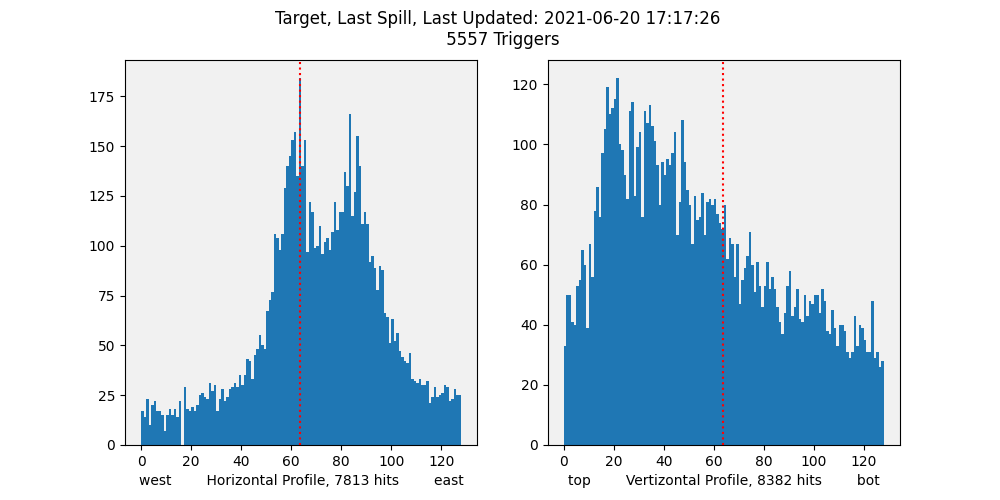 Target, Last Spill, Last Updated: 2021-06-20 17:17:26
5557 Triggers
175
150
125
100
75
50
25
0
0 20 40 60 80 100 120
west Horizontal Profile, 7813 hits east
120
100
80
60
40
20
0
0 20 40 60 80 100 120
top Vertizontal Profile, 8382 hits bot